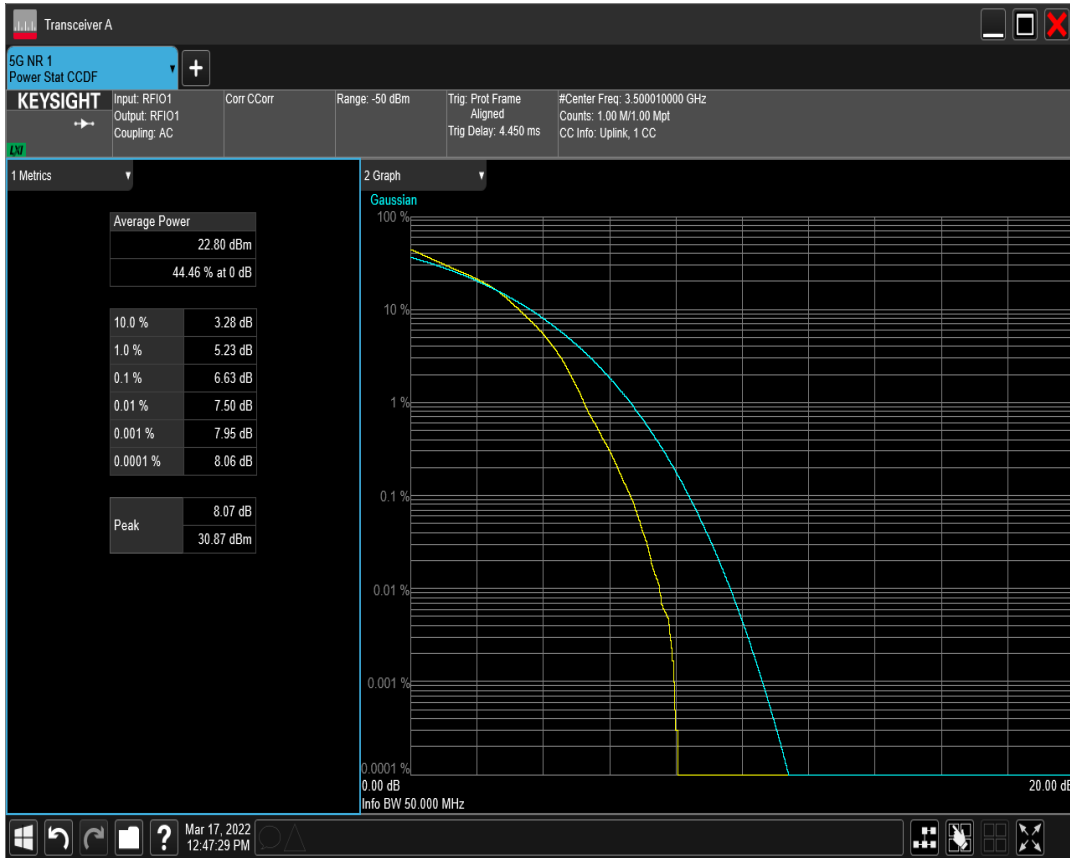 Transceiver A
5G NR 1
Power Stat CCDF
KEYSIGHT
LXI
Input: RFIO1
Output: RFIO1
Coupling: AC
Corr CCorr
Range: -50 dBm
Trig: Prot Frame
Aligned
Trig Delay: 4.450 ms
#Center Freq: 3.500010000 GHz
Counts: 1.00 M/1.00 Mpt
CC Info: Uplink, 1 CC
1 Metrics
Average Power
22.80 dBm
44.46 % at 0 dB
10.0 % 3.28 dB
1.0 % 5.23 dB
0.1 % 6.63 dB
0.01 % 7.50 dB
0.001 % 7.95 dB
0.0001 % 8.06 dB
Peak 8.07 dB
30.87 dBm
2 Graph
Gaussian
100 %
10 %
1 %
0.1 %
0.01 %
0.001 %
0.0001 %
0.00 dB 20.00 dB
Info BW 50.000 MHz
?
Mar 17, 2022
12:47:29 PM